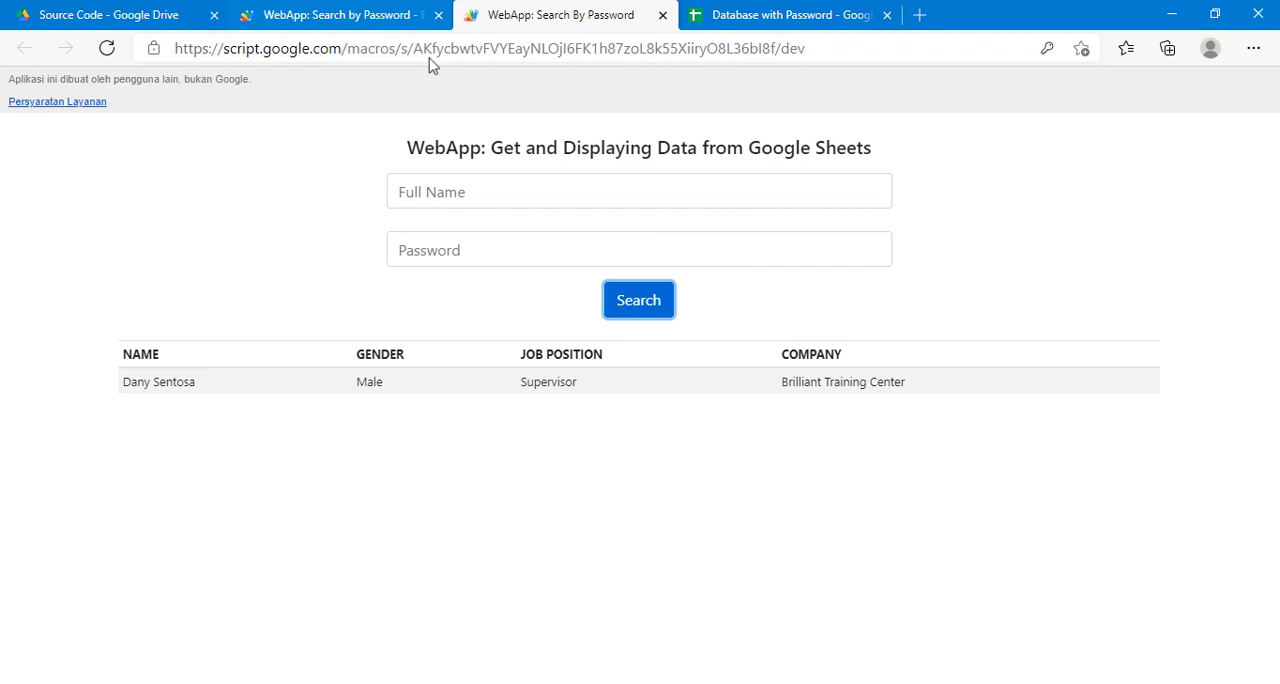 Source Code - Google Drive
WebApp: Search by Password -
WebApp: Search By Password
Database with Password - Goog
https://script.google.com/macros/s/AKfycbwtvFVYEayNLOjI6FK1h87zoL8k55XiiryO8L36bI8f/dev
Aplikasi ini dibuat oleh pengguna lain, bukan Google.
Persyaratan Layanan
WebApp: Get and Displaying Data from Google Sheets
Full Name
Password
Search
NAME GENDER JOB POSITION COMPANY
Dany Sentosa Male Supervisor Brilliant Training Center